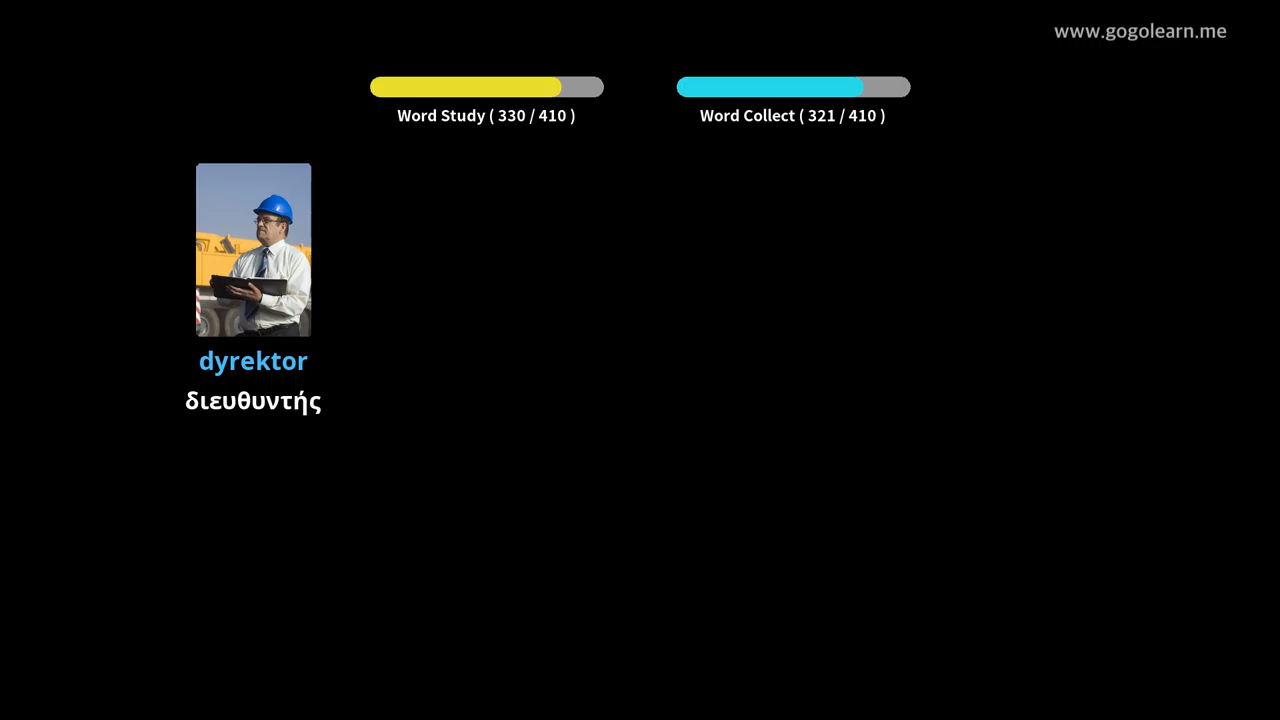 www.gogolearn.me
Word Study ( 330 / 410 )
Word Collect ( 321 / 410 )
dyrektor
διευθυντής